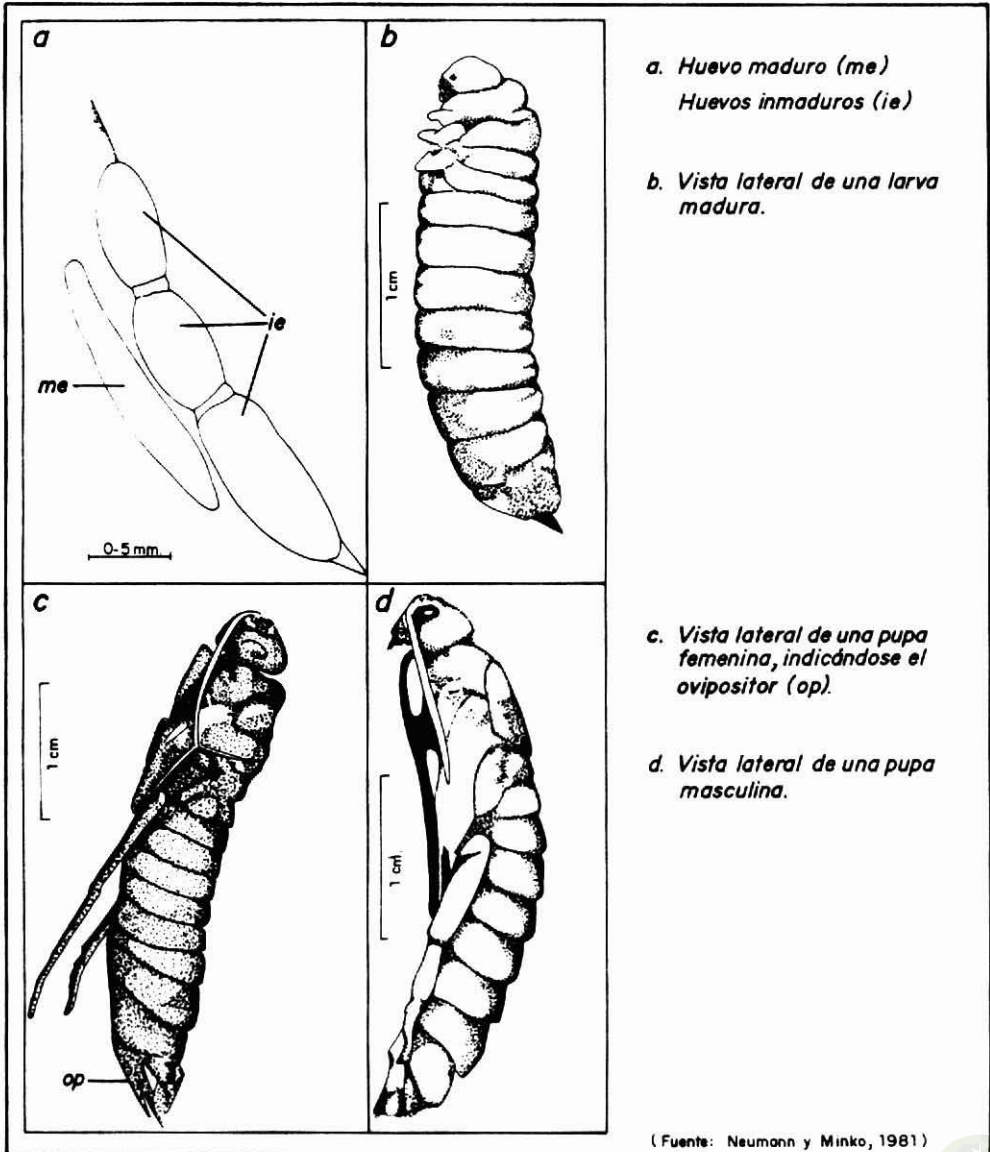 a
b
a. Huevo maduro (me)
Huevos inmaduros (ie)
b. Vista lateral de una larva
madura.
1 cm
ie
me
0-5 mm.
c
d
c. Vista lateral de una pupa
femenina, indicándose el
ovipositor (op).
d. Vista lateral de una pupa
masculina.
1 cm
1 cm.
op
(Fuente: Neumann y Minko, 1981)